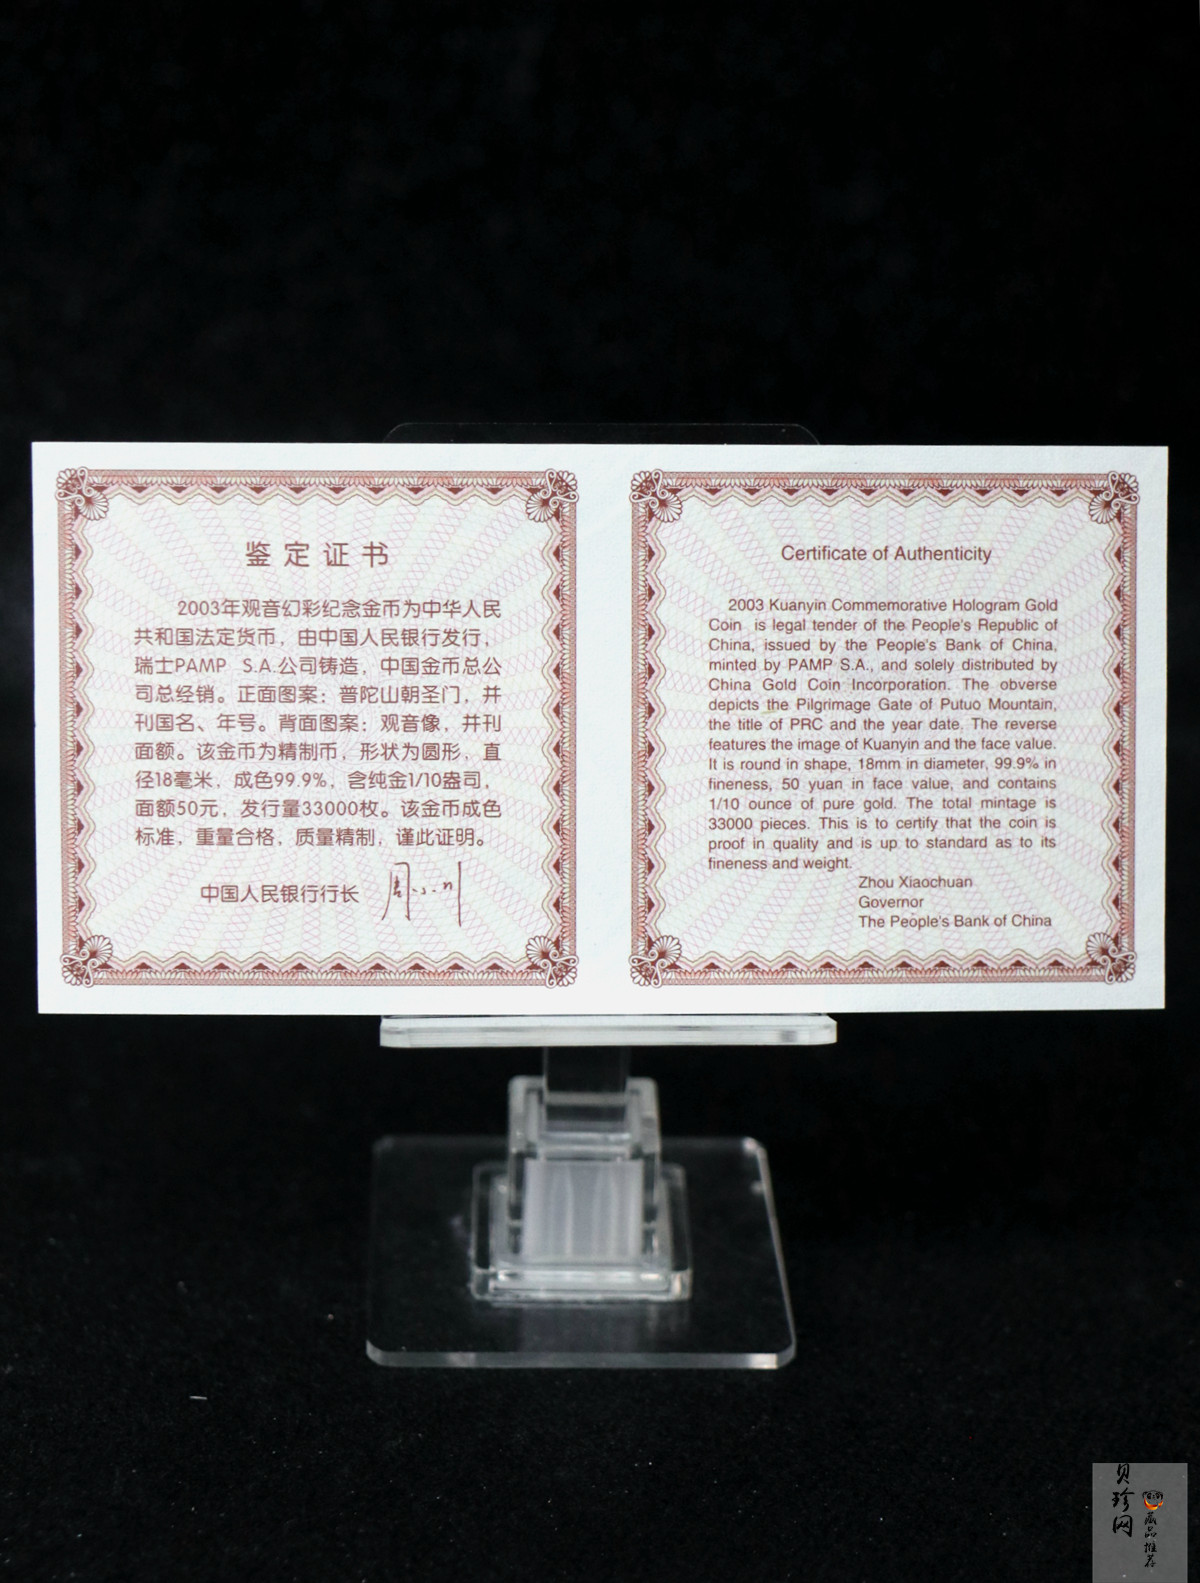 鉴定证书
2003年观音幻彩纪念金币为中华人民
共和国法定货币，由中国人民银行发行，
瑞士PAMP S.A.公司铸造，中国金币总公
司总经销。正面图案：普陀山朝圣门，并
刊国名、年号。背面图案：观音像，并刊
面额。该金币为精制币，形状为圆形，直
径18毫米，成色99.9%，含纯金1/10盎司，
面额50元，发行量33000枚。该金币成色
标准，重量合格，质量精制，谨此证明。
中国人民银行行长 周小川
Certificate of Authenticity
2003 Kuanyin Commemorative Hologram Gold
Coin is legal tender of the People's Republic of
China, issued by the People's Bank of China,
minted by PAMP S.A., and solely distributed by
China Gold Coin Incorporation. The obverse
depicts the Pilgrimage Gate of Putuo Mountain,
the title of PRC and the year date. The reverse
features the image of Kuanyin and the face value.
It is round in shape, 18mm in diameter, 99.9% in
fineness, 50 yuan in face value, and contains
1/10 ounce of pure gold. The total mintage is
33000 pieces. This is to certify that the coin is
proof in quality and is up to standard as to its
fineness and weight.
Zhou Xiaochuan
Governor
The People's Bank of China
贝珍网
藏品推荐